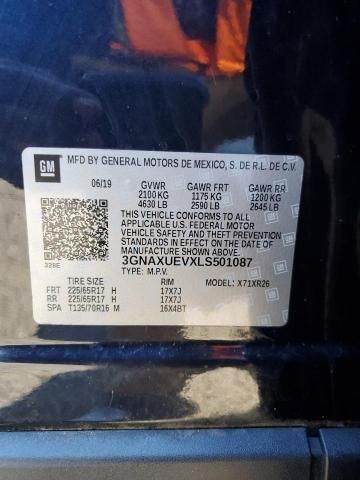 GM
MFD BY GENERAL MOTORS DE MEXICO, S. DE R.L. DE C.V.
06/19 GVWR GAWR FRT GAWR RR
2100 KG 1175 KG 1200 KG
4630 LB 2590 LB 2645 LB
THIS VEHICLE CONFORMS TO ALL
APPLICABLE U.S. FEDERAL MOTOR
VEHICLE SAFETY, BUMPER, AND
THEFT PREVENTION STANDARDS IN
EFFECT ON THE DATE OF
MANUFACTURE SHOWN ABOVE.
328E
3GNAXUEVXLS501087
TYPE: M.P.V.
TIRE SIZE RIM MODEL: X71XR26
FRT 225/65R17 H 17X7J
RR 225/65R17 H 17X7J
SPA T135/70R16 M 16X4BT